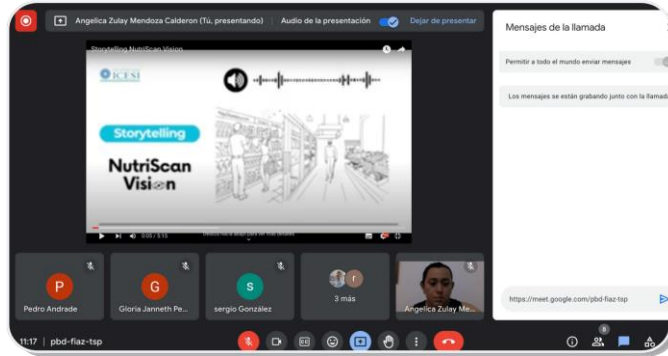 Angelica Zulay Mendoza Calderon (Tú, presentando)
Audio de la presentación
Dejar de presentar
Storytelling NutriScan Vision
ICESI
Storytelling
NutriScan
Vision
0:05 / 5:15
P
Pedro Andrade
G
Gloria Janneth Pe...
s
sergio González
r
3 más
Angelica Zulay Me...
11:17 | pbd-fiaz-tsp
Mensajes de la llamada
Permitir a todo el mundo enviar mensajes
Los mensajes se están grabando junto con la llamada
https://meet.google.com/pbd-fiaz-tsp
8